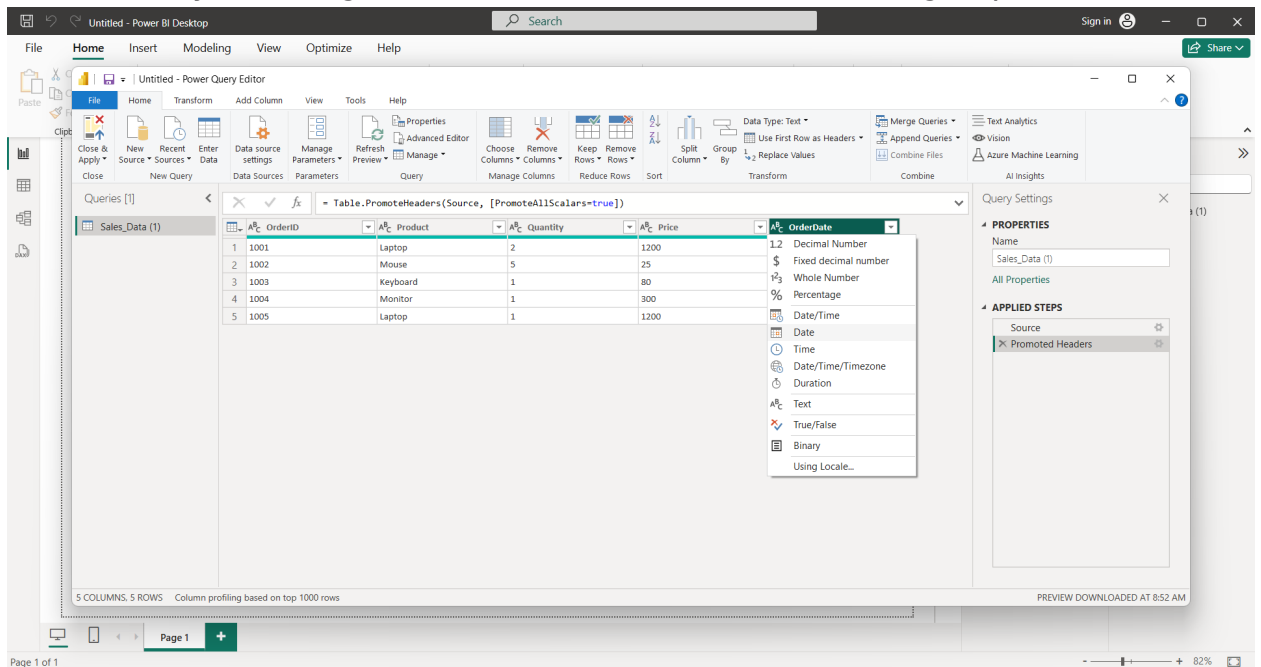 Untitled - Power BI Desktop
Search
Sign in
File Home Insert Modeling View Optimize Help
Share
Untitled - Power Query Editor
Paste
File Home Transform Add Column View Tools Help
Close & Apply
New Source
Recent Sources
Enter Data
Data source settings
Manage Parameters
Refresh Preview
Properties
Advanced Editor
Manage
Choose Columns
Remove Columns
Keep Rows
Remove Rows
Split Column
Group By
Data Type: Text
Use First Row as Headers
Replace Values
Merge Queries
Append Queries
Combine Files
Text Analytics
Vision
Azure Machine Learning
Close New Query Data Sources Parameters Query Manage Columns Reduce Rows Sort Transform Combine AI Insights
Queries [1]
fx = Table.PromoteHeaders(Source, [PromoteAllScalars=true])
Query Settings
Sales_Data (1)
ABC OrderID ABC Product ABC Quantity ABC Price ABC OrderDate
1 1001 Laptop 2 1200
2 1002 Mouse 5 25
3 1003 Keyboard 1 80
4 1004 Monitor 1 300
5 1005 Laptop 1 1200
1.2 Decimal Number
$ Fixed decimal number
123 Whole Number
% Percentage
Date/Time
Date
Time
Date/Time/Timezone
Duration
ABC Text
True/False
Binary
Using Locale...
PROPERTIES
Name
Sales_Data (1)
All Properties
APPLIED STEPS
Source
Promoted Headers
(1)
5 COLUMNS, 5 ROWS Column profiling based on top 1000 rows
PREVIEW DOWNLOADED AT 8:52 AM
Page 1
Page 1 of 1
82%